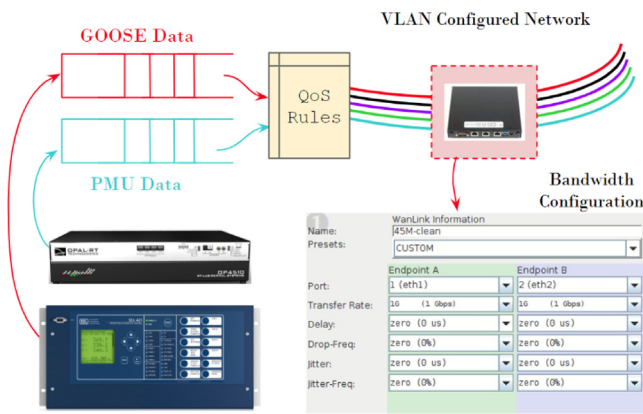 GOOSE Data
VLAN Configured Network
QoS
Rules
PMU Data
Bandwidth
Configuration
OPAL-RT
TECHNOLOGIES
OP4510
1
WanLink Information
Name: 45M-clean
Presets: CUSTOM
Endpoint A Endpoint B
Port: 1 (eth1) 2 (eth2)
Transfer Rate: 1G (1 Gbps) 1G (1 Gbps)
Delay: zero (0 us) zero (0 us)
Drop-Freq: zero (0%) zero (0%)
Jitter: zero (0 us) zero (0 us)
Jitter-Freq: zero (0%) zero (0%)